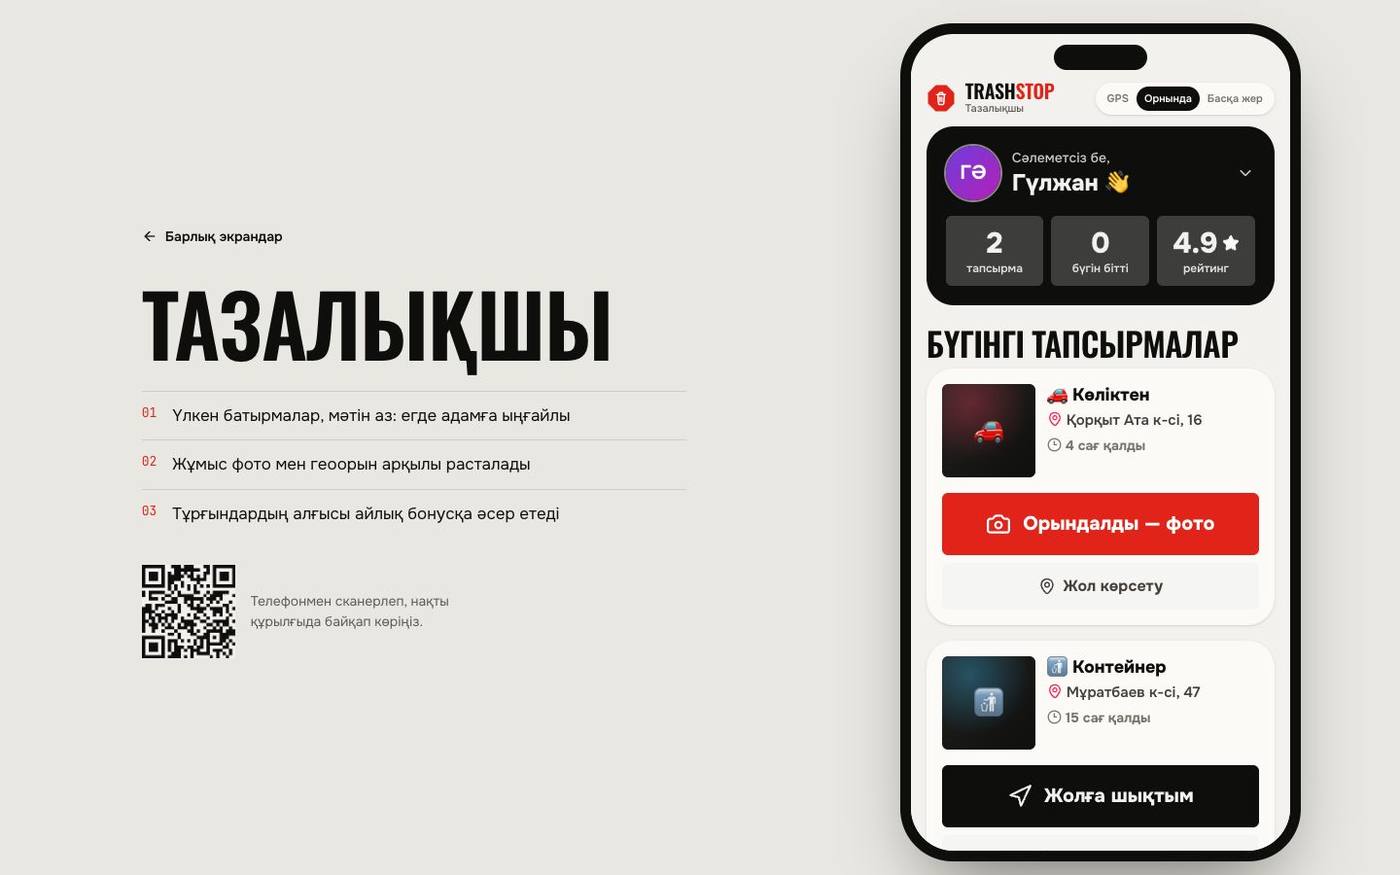 ← Барлық экрандар
ТАЗАЛЫҚШЫ
01 Үлкен батырмалар, мәтін аз: егде адамға ыңғайлы
02 Жұмыс фото мен геоорын арқылы расталады
03 Тұрғындардың алғысы айлық бонусқа әсер етеді
Телефонмен сканерлеп, нақты
құрылғыда байқап көріңіз.
TRASHSTOP
Тазалықшы
GPS Орнында Басқа жер
ГӘ
Сәлеметсіз бе,
Гүлжан 👋
2 0 4.9 ★
тапсырма бүгін бітті рейтинг
БҮГІНГІ ТАПСЫРМАЛАР
🚗 Көліктен
Қорқыт Ата к-сі, 16
4 сағ қалды
Орындалды — фото
Жол көрсету
🚮 Контейнер
Мұратбаев к-сі, 47
15 сағ қалды
Жолға шықтым